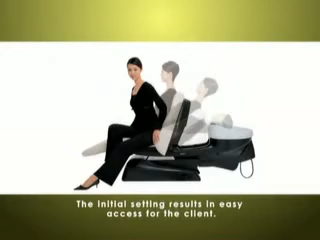 The initial setting results in easy
access for the client.